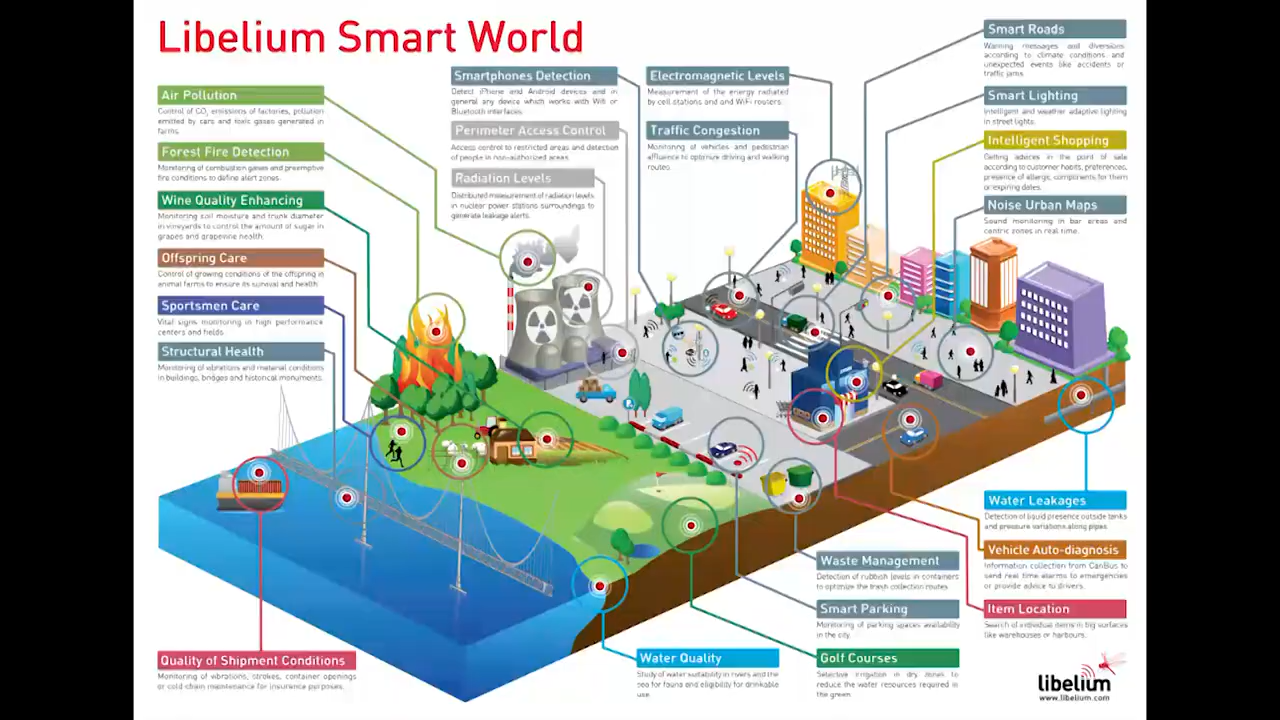 Libelium Smart World
Air Pollution
Control of CO2 emissions of factories, pollution
emitted by cars and toxic gases generated in
farms.
Forest Fire Detection
Monitoring of combustion gases and preemptive
fire conditions to define alert zones.
Wine Quality Enhancing
Monitoring soil moisture and trunk diameter
in vineyards to control the amount of sugar in
grapes and grapevine health.
Offspring Care
Control of growing conditions of the offspring in
animal farms to ensure its survival and health.
Sportsmen Care
Vital signs monitoring in high performance
centers and fields.
Structural Health
Monitoring of vibrations and material conditions
in buildings, bridges and historical monuments.
Quality of Shipment Conditions
Monitoring of vibrations, strokes, container openings
or cold chain maintenance for insurance purposes.
Smartphones Detection
Detect iPhone and Android devices and in
general any device which works with Wifi or
Bluetooth interfaces.
Perimeter Access Control
Access control to restricted areas and detection
of people in non-authorized areas.
Radiation Levels
Distributed measurement of radiation levels
in nuclear power stations surroundings to
generate leakage alerts.
Electromagnetic Levels
Measurement of the energy radiated
by cell stations and and WiFi routers.
Traffic Congestion
Monitoring of vehicles and pedestrian
affluence to optimize driving and walking
routes.
Smart Roads
Warning messages and diversions
according to climate conditions and
unexpected events like accidents or
traffic jams.
Smart Lighting
Intelligent and weather adaptive lighting
in street lights.
Intelligent Shopping
Getting advices in the point of sale
according to customer habits, preferences,
presence of allergic components for them
or expiring dates.
Noise Urban Maps
Sound monitoring in bar areas and
centric zones in real time.
Water Leakages
Detection of liquid presence outside tanks
and pressure variations along pipes.
Vehicle Auto-diagnosis
Information collection from CanBus to
send real time alarms to emergencies
or provide advice to drivers.
Item Location
Search of individual items in big surfaces
like warehouses or harbours.
Waste Management
Detection of rubbish levels in containers
to optimize the trash collection routes.
Smart Parking
Monitoring of parking spaces availability
in the city.
Golf Courses
Selective irrigation in dry zones to
reduce the water resources required in
the green.
Water Quality
Study of water suitability in rivers and the
sea for fauna and eligibility for drinkable
use.
libelium
www.libelium.com